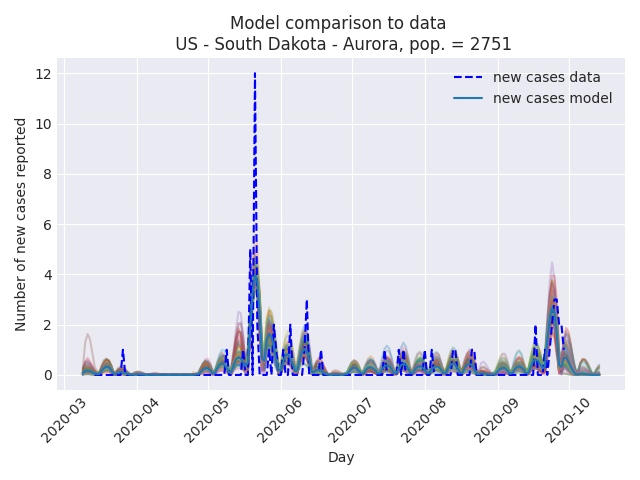 Model comparison to data
US - South Dakota - Aurora, pop. = 2751
new cases data
new cases model
Number of new cases reported
12
10
8
6
4
2
0
2020-03
2020-04
2020-05
2020-06
2020-07
2020-08
2020-09
2020-10
Day